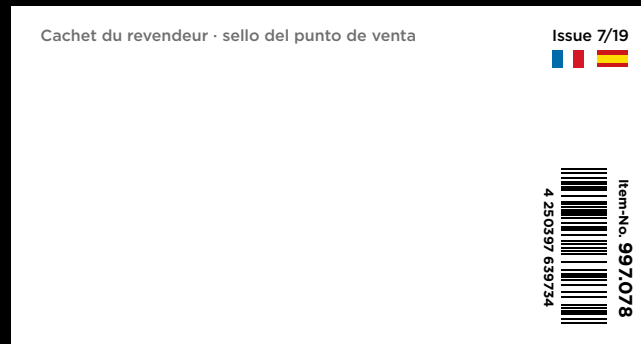 Cachet du revendeur · sello del punto de venta
Issue 7/19
Item-No. 997.078
4 250397 639734